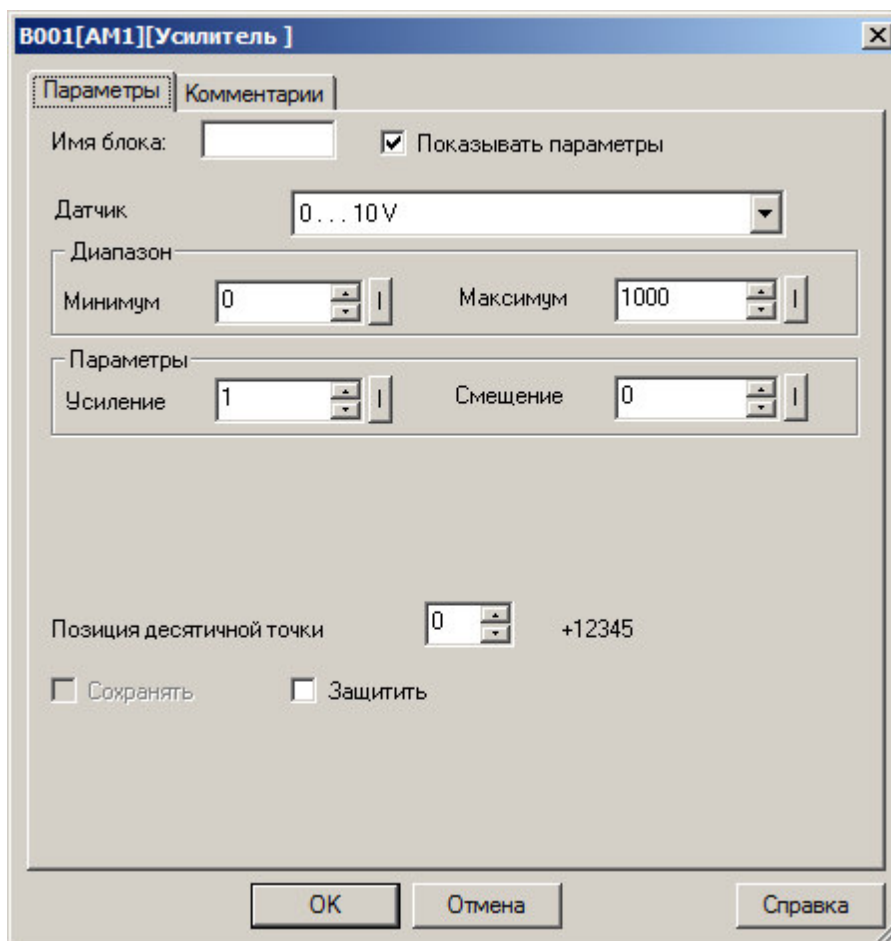 B001[AM1][Усилитель ]
Параметры Комментарии
Имя блока: Показывать параметры
Датчик 0 . . . 10 V
Диапазон
Минимум 0 Максимум 1000
Параметры
Усиление 1 Смещение 0
Позиция десятичной точки 0 +12345
Сохранять Защитить
OK Отмена Справка